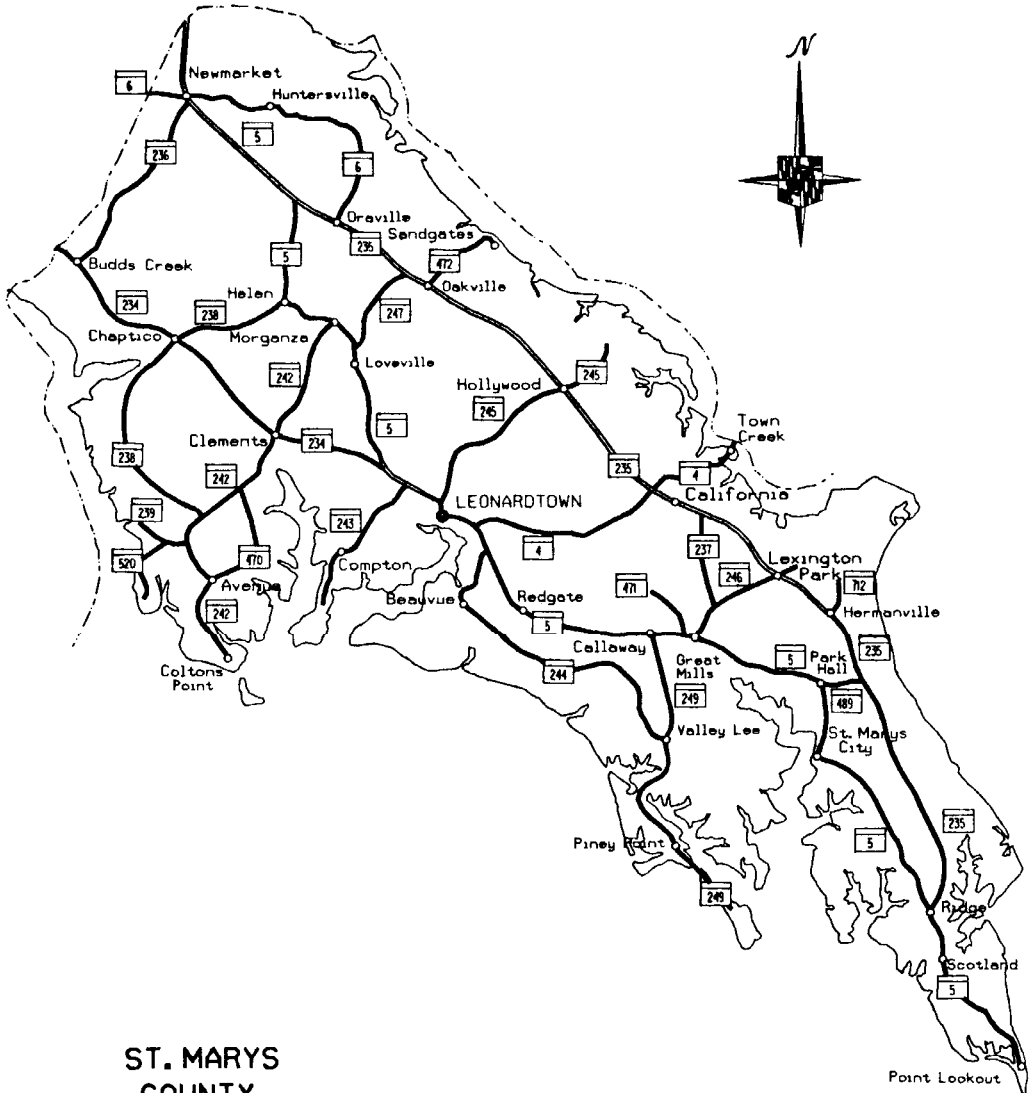 N
Newmarket
6
Huntersville
5
236
6
Oraville
Sandgates
235
472
5
Budds Creek
Oakville
234
Helen
238
247
Chaptico
Morganza
242
Loveville
Hollywood
245
245
Town
Creek
5
Clements
234
235
4
238
242
California
LEONARDTOWN
239
243
4
237
Lexington
Park
520
470
Compton
246
712
Avenue
471
Beauvue
Redgate
Hermanville
242
5
Callaway
Great
Mills
5
Park
Hall
235
Coltons
Point
244
249
489
Valley Lee
St. Marys
City
235
5
Piney Point
249
Ridge
Scotland
5
Point Lookout
ST. MARYS
COUNTY